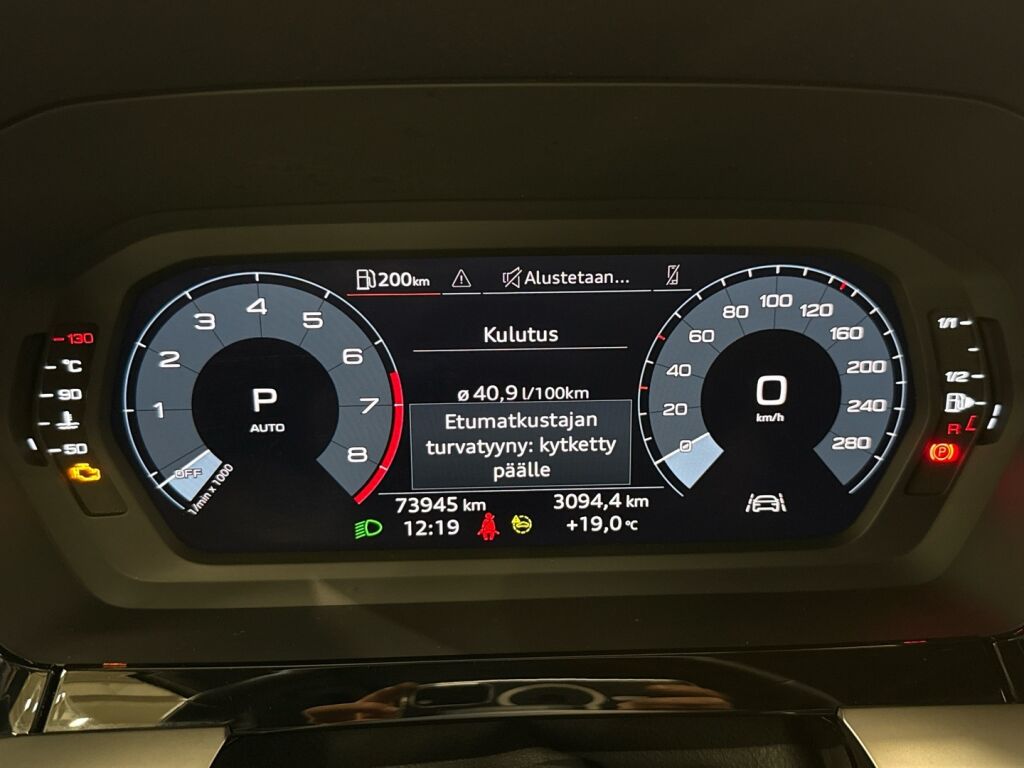 200km
Alustetaan...
Kulutus
ø 40,9 l/100km
Etumatkustajan
turvatyyny: kytketty
päälle
73945 km
3094,4 km
12:19
+19,0 °C
OFF
1
2
3
4
5
6
7
8
1/min x 1000
P
AUTO
0
20
40
60
80
100
120
160
200
240
280
0
km/h
130
°C
90
50
1/1
1/2
R
(P)